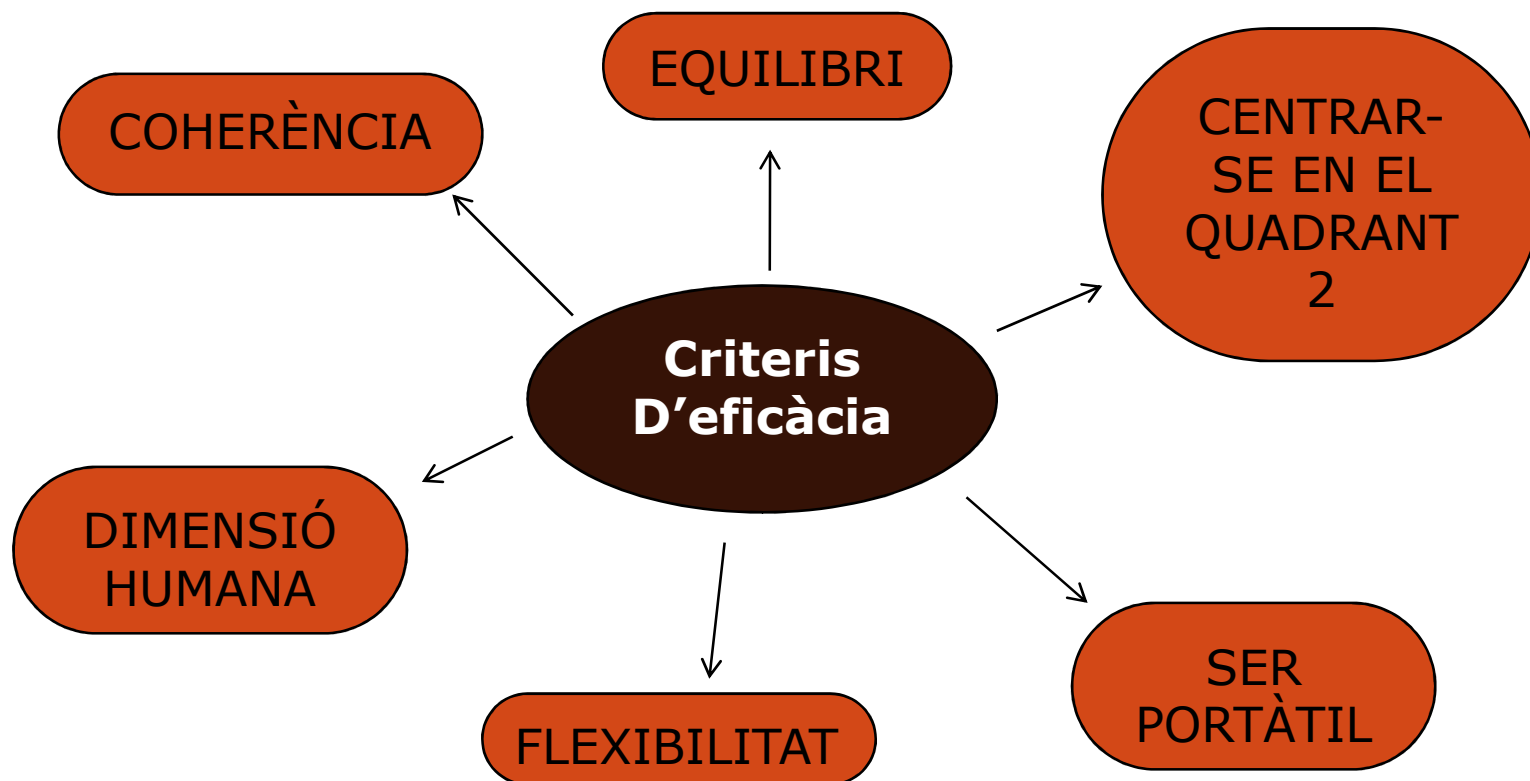 COHERÈNCIA
EQUILIBRI
CENTRAR-
SE EN EL
QUADRANT
2
Criteris
D’eficàcia
DIMENSIÓ
HUMANA
FLEXIBILITAT
SER
PORTÀTIL